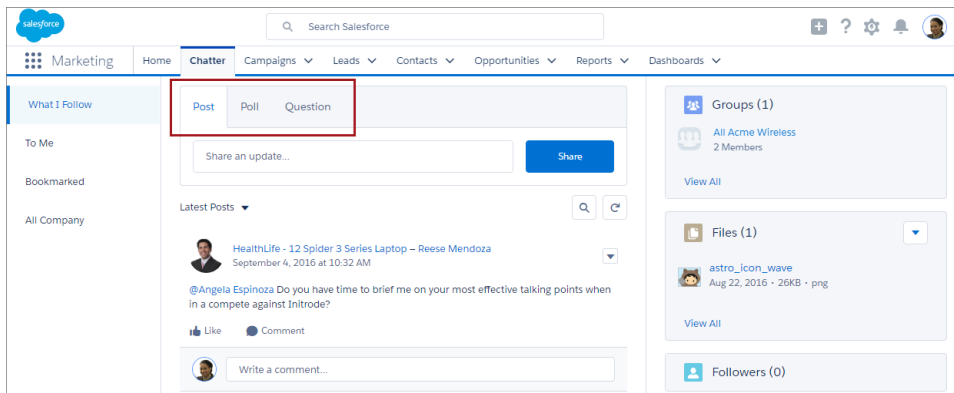 salesforce
Search Salesforce
Marketing
Home Chatter Campaigns Leads Contacts Opportunities Reports Dashboards
What I Follow
To Me
Bookmarked
All Company
Post Poll Question
Share an update...
Share
Latest Posts
HealthLife - 12 Spider 3 Series Laptop – Reese Mendoza
September 4, 2016 at 10:32 AM
@Angela Espinoza Do you have time to brief me on your most effective talking points when
in a compete against Initrode?
Like Comment
Write a comment...
Groups (1)
All Acme Wireless
2 Members
View All
Files (1)
astro_icon_wave
Aug 22, 2016 • 26KB • png
View All
Followers (0)